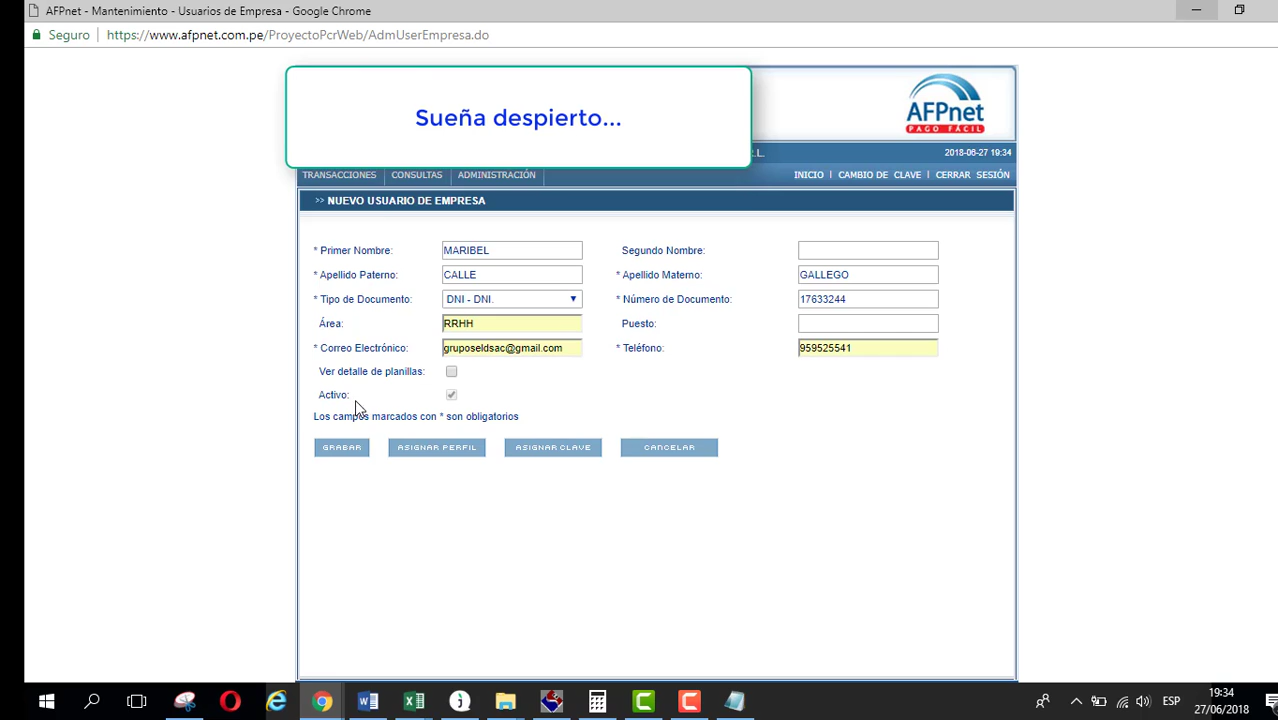 AFPnet - Mantenimiento - Usuarios de Empresa - Google Chrome
Seguro | https://www.afpnet.com.pe/ProyectoPcrWeb/AdmUserEmpresa.do
Sueña despierto...
AFPnet
PAGO FÁCIL
.L. 2018-06-27 19:34
TRANSACCIONES CONSULTAS ADMINISTRACIÓN INICIO | CAMBIO DE CLAVE | CERRAR SESIÓN
>> NUEVO USUARIO DE EMPRESA
* Primer Nombre: MARIBEL Segundo Nombre:
* Apellido Paterno: CALLE * Apellido Materno: GALLEGO
* Tipo de Documento: DNI - DNI. * Número de Documento: 17633244
Área: RRHH Puesto:
* Correo Electrónico: gruposeldsac@gmail.com * Teléfono: 959525541
Ver detalle de planillas:
Activo:
Los campos marcados con * son obligatorios
GRABAR ASIGNAR PERFIL ASIGNAR CLAVE CANCELAR
ESP 19:34
27/06/2018